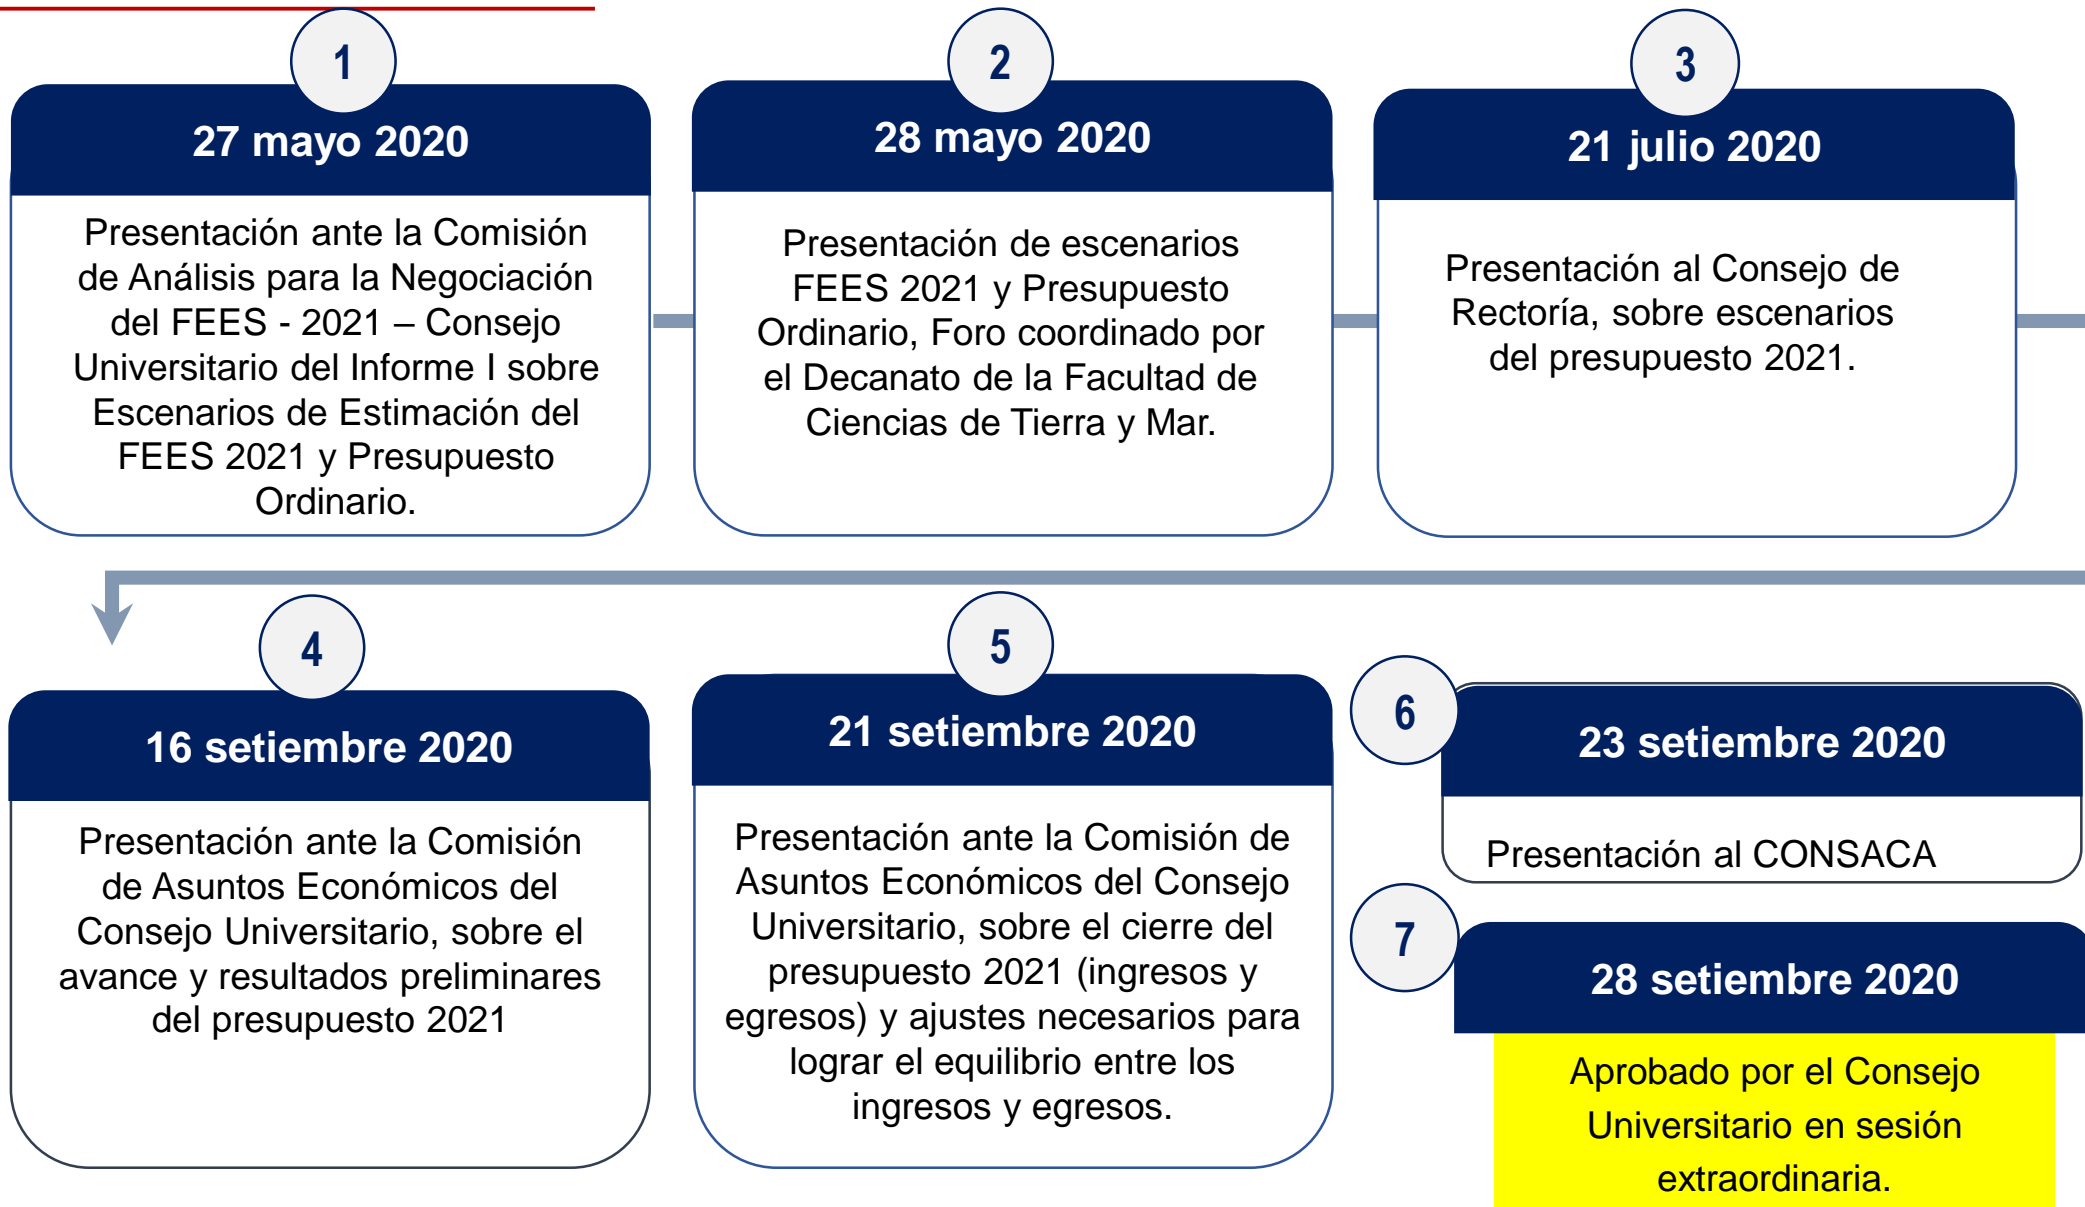 1
27 mayo 2020
Presentación ante la Comisión
de Análisis para la Negociación
del FEES - 2021 – Consejo
Universitario del Informe I sobre
Escenarios de Estimación del
FEES 2021 y Presupuesto
Ordinario.
2
28 mayo 2020
Presentación de escenarios
FEES 2021 y Presupuesto
Ordinario, Foro coordinado por
el Decanato de la Facultad de
Ciencias de Tierra y Mar.
3
21 julio 2020
Presentación al Consejo de
Rectoría, sobre escenarios
del presupuesto 2021.
4
16 setiembre 2020
Presentación ante la Comisión
de Asuntos Económicos del
Consejo Universitario, sobre el
avance y resultados preliminares
del presupuesto 2021
5
21 setiembre 2020
Presentación ante la Comisión de
Asuntos Económicos del Consejo
Universitario, sobre el cierre del
presupuesto 2021 (ingresos y
egresos) y ajustes necesarios para
lograr el equilibrio entre los
ingresos y egresos.
6
23 setiembre 2020
Presentación al CONSACA
7
28 setiembre 2020
Aprobado por el Consejo
Universitario en sesión
extraordinaria.